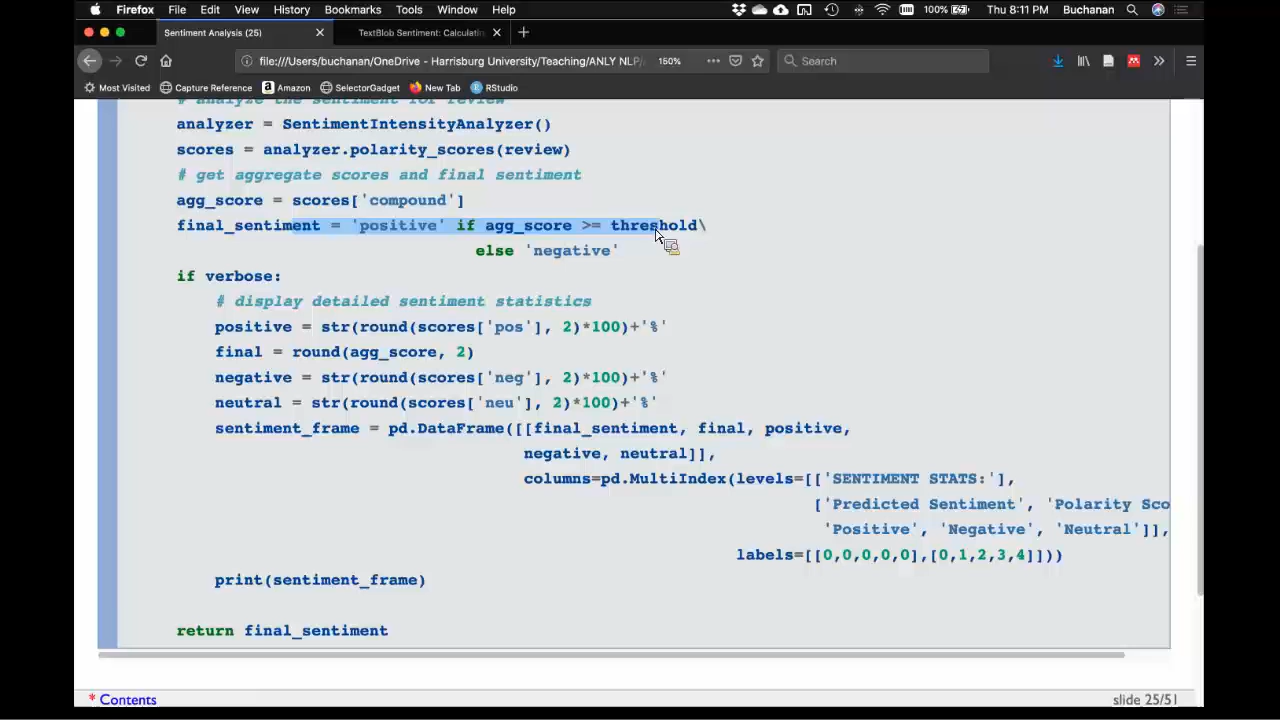 Firefox File Edit View History Bookmarks Tools Window Help 100% Thu 8:11 PM Buchanan
Sentiment Analysis (25) TextBlob Sentiment: Calculatin
file:///Users/buchanan/OneDrive - Harrisburg University/Teaching/ANLY NLP/ 150% Search
Most Visited Capture Reference Amazon SelectorGadget New Tab RStudio
# analyze the sentiment for review
analyzer = SentimentIntensityAnalyzer()
scores = analyzer.polarity_scores(review)
# get aggregate scores and final sentiment
agg_score = scores['compound']
final_sentiment = 'positive' if agg_score >= threshold\
else 'negative'
if verbose:
# display detailed sentiment statistics
positive = str(round(scores['pos'], 2)*100)+'%'
final = round(agg_score, 2)
negative = str(round(scores['neg'], 2)*100)+'%'
neutral = str(round(scores['neu'], 2)*100)+'%'
sentiment_frame = pd.DataFrame([[final_sentiment, final, positive,
negative, neutral]],
columns=pd.MultiIndex(levels=[['SENTIMENT STATS:'],
['Predicted Sentiment', 'Polarity Sco
'Positive', 'Negative', 'Neutral']],
labels=[[0,0,0,0,0],[0,1,2,3,4]]))
print(sentiment_frame)
return final_sentiment
* Contents slide 25/51